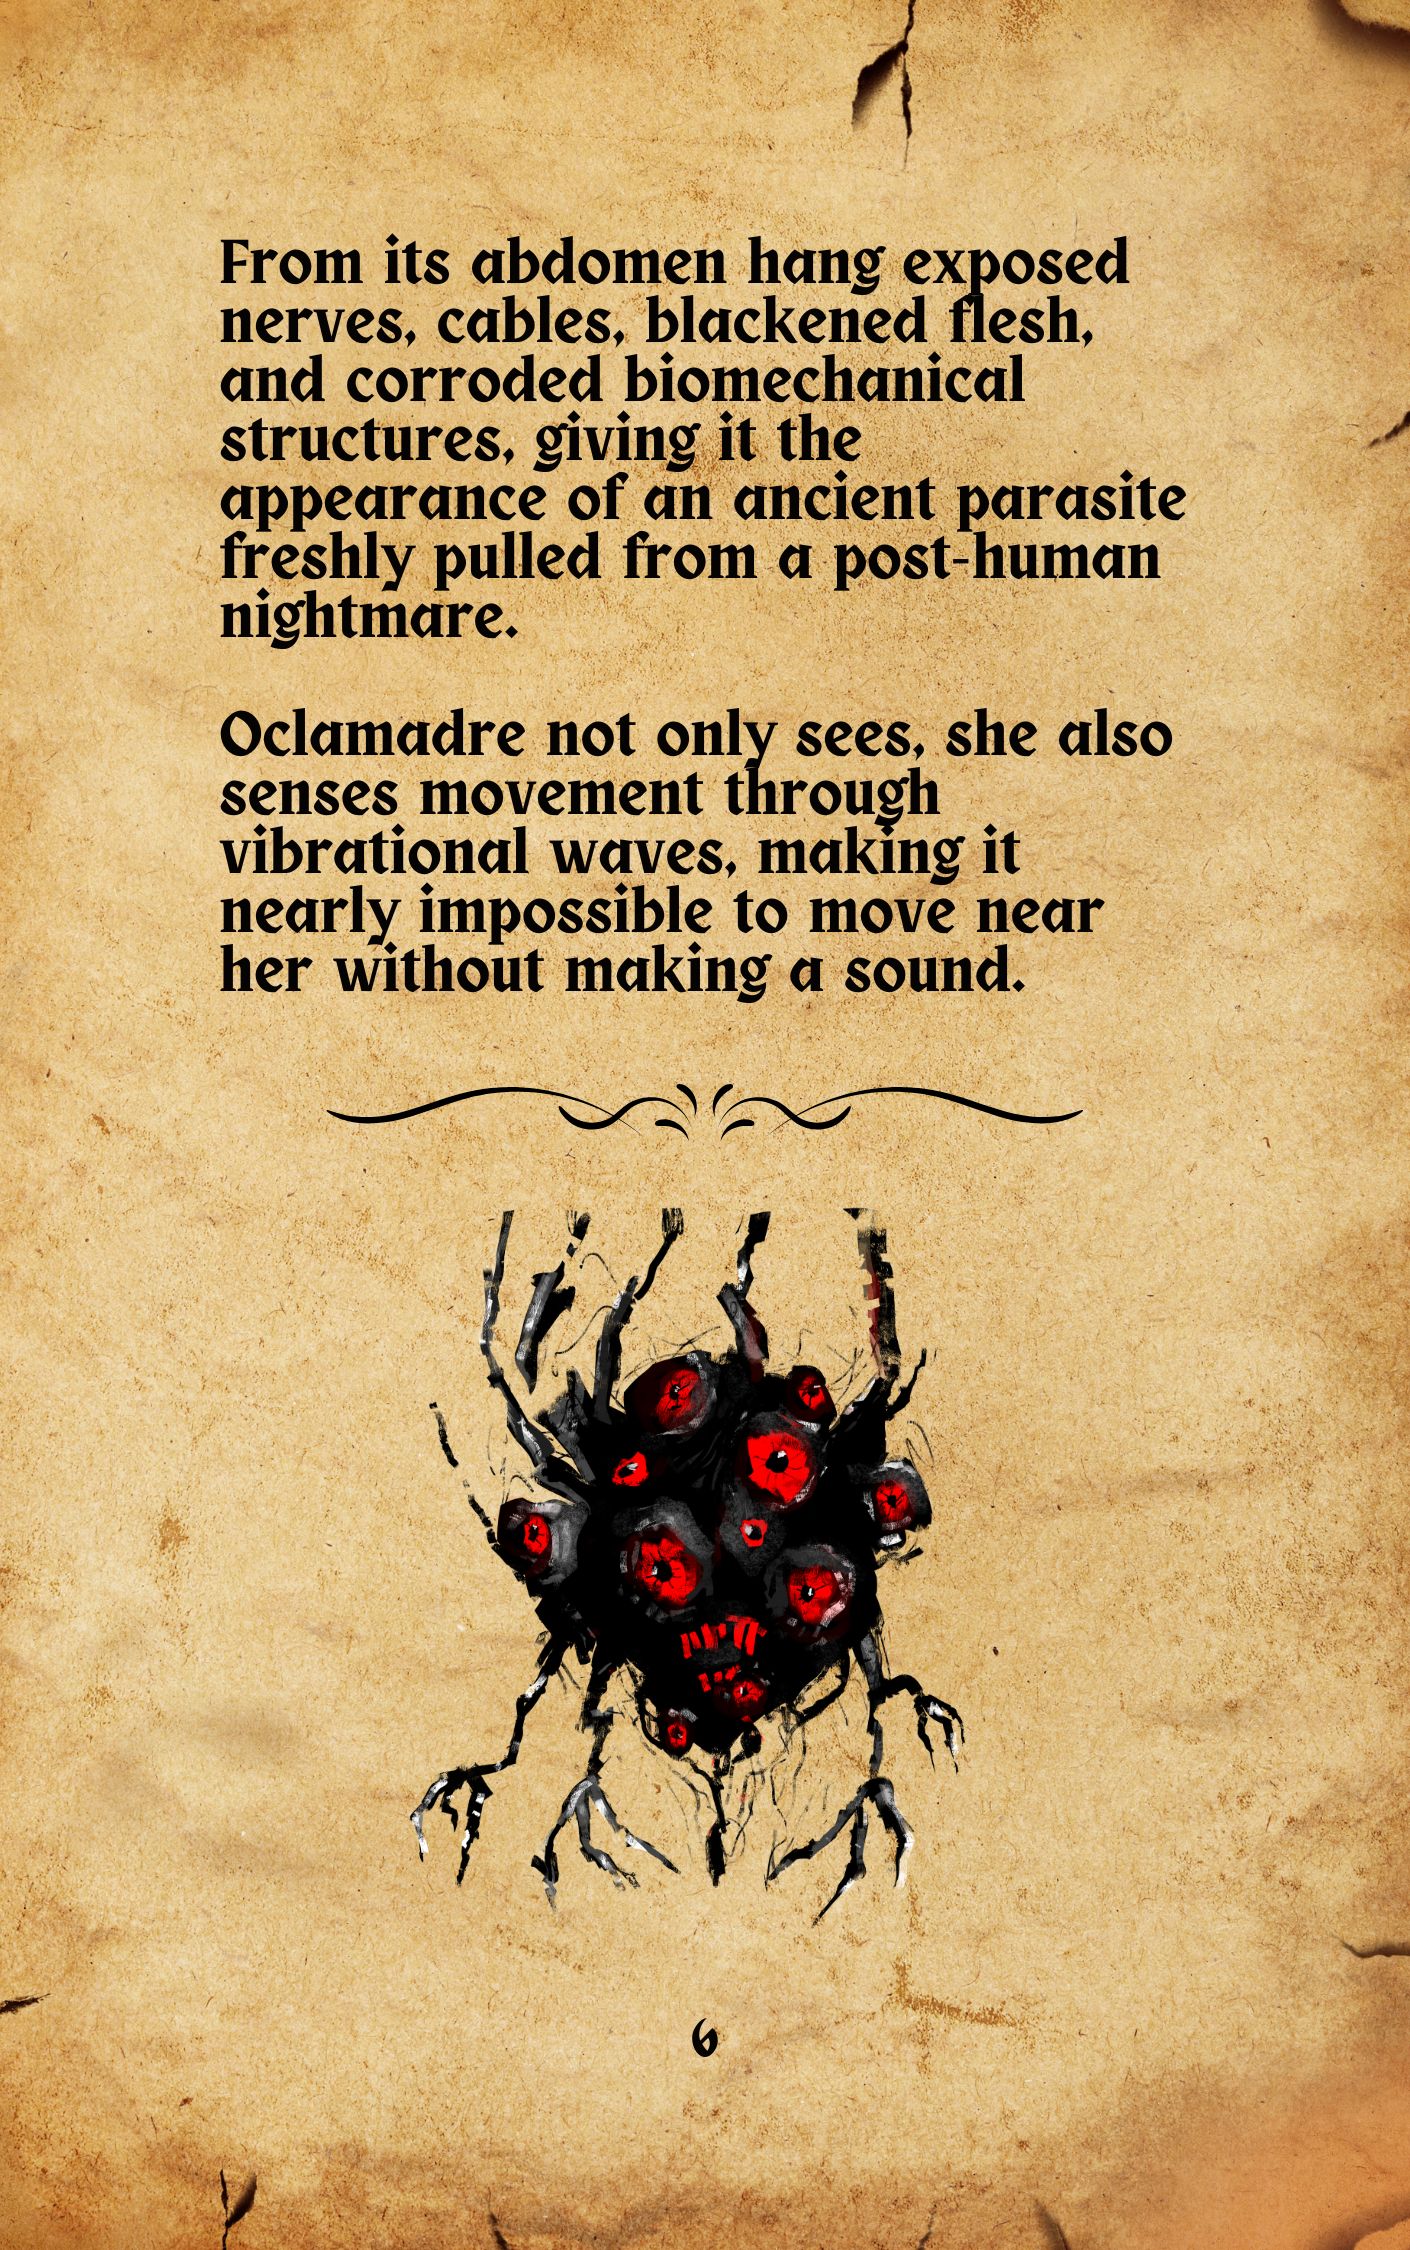 From its abdomen hang exposed
nerves, cables, blackened flesh,
and corroded biomechanical
structures, giving it the
appearance of an ancient parasite
freshly pulled from a post-human
nightmare.
Oclamadre not only sees, she also
senses movement through
vibrational waves, making it
nearly impossible to move near
her without making a sound.
6